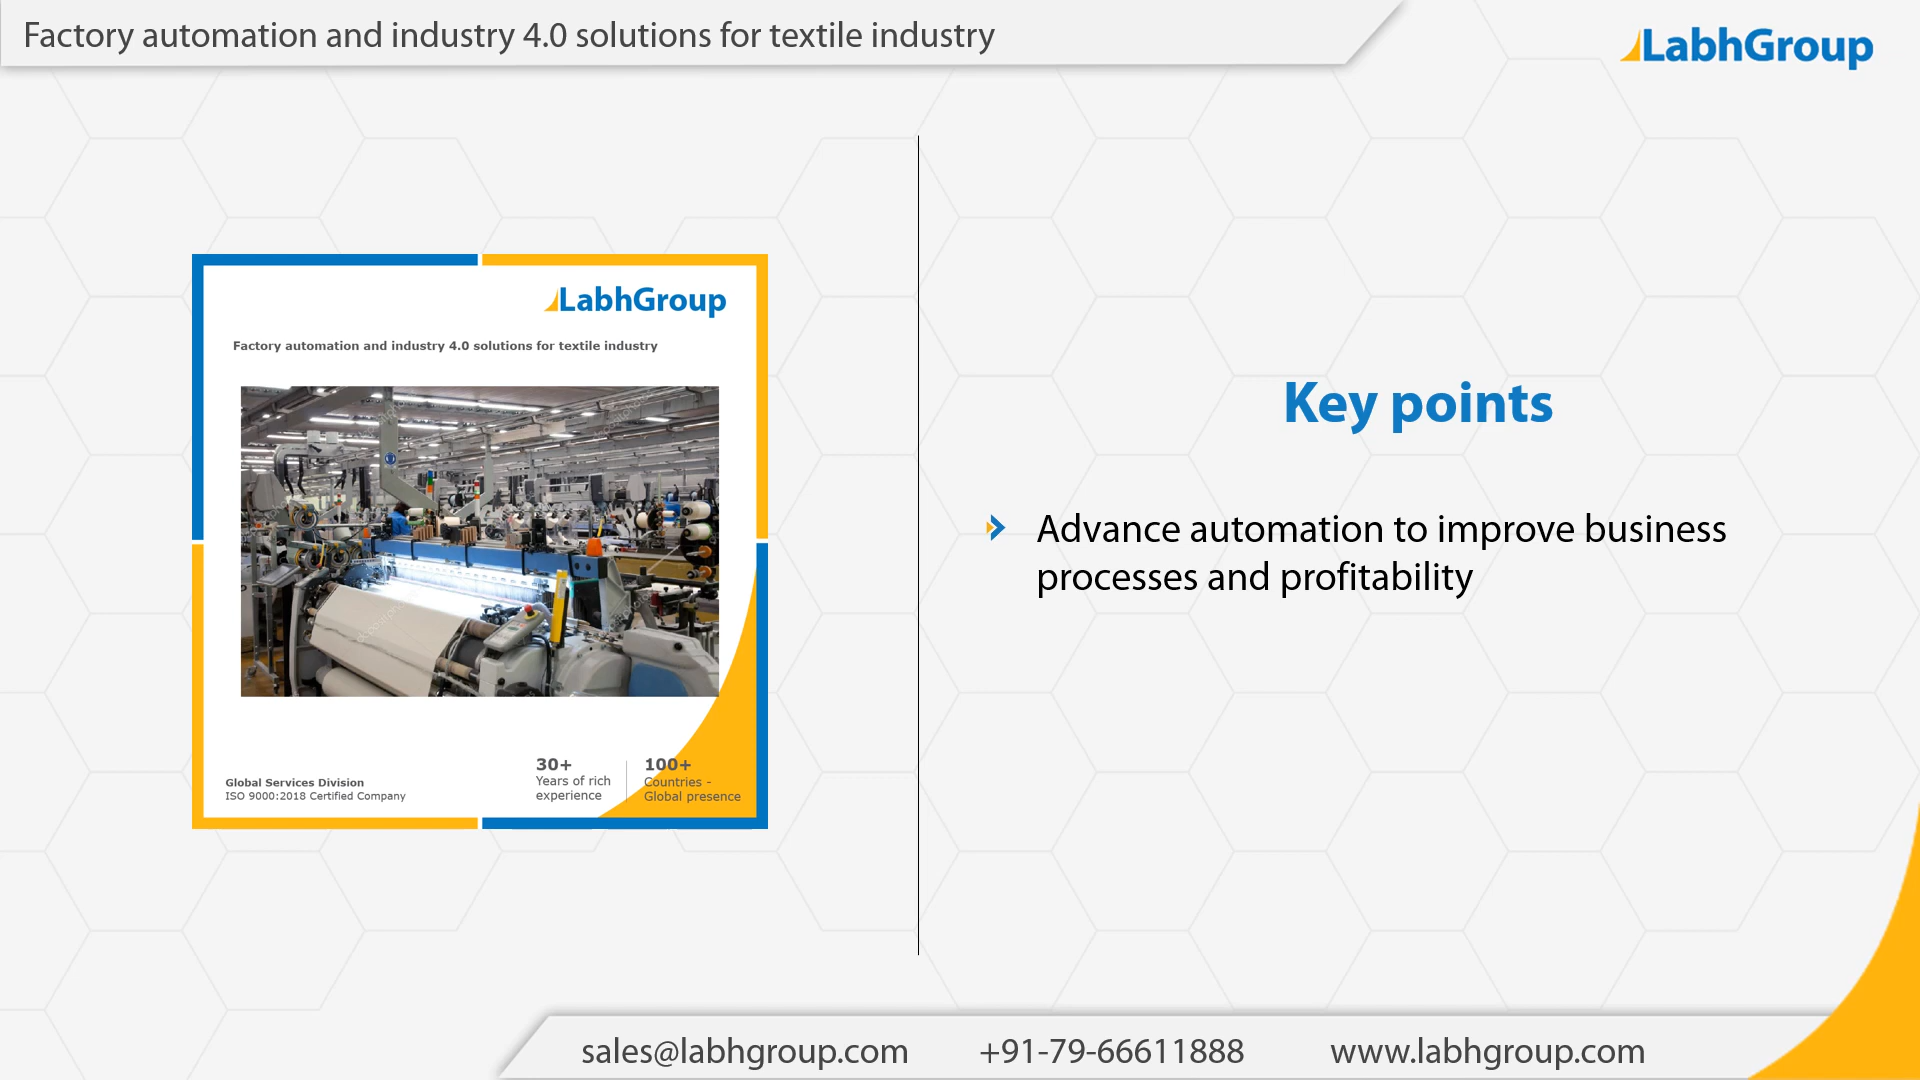 Factory automation and industry 4.0 solutions for textile industry
LabhGroup
LabhGroup
Factory automation and industry 4.0 solutions for textile industry
Global Services Division
ISO 9000:2018 Certified Company
30+
Years of rich
experience
100+
Countries -
Global presence
Key points
Advance automation to improve business
processes and profitability
sales@labhgroup.com
+91-79-66611888
www.labhgroup.com